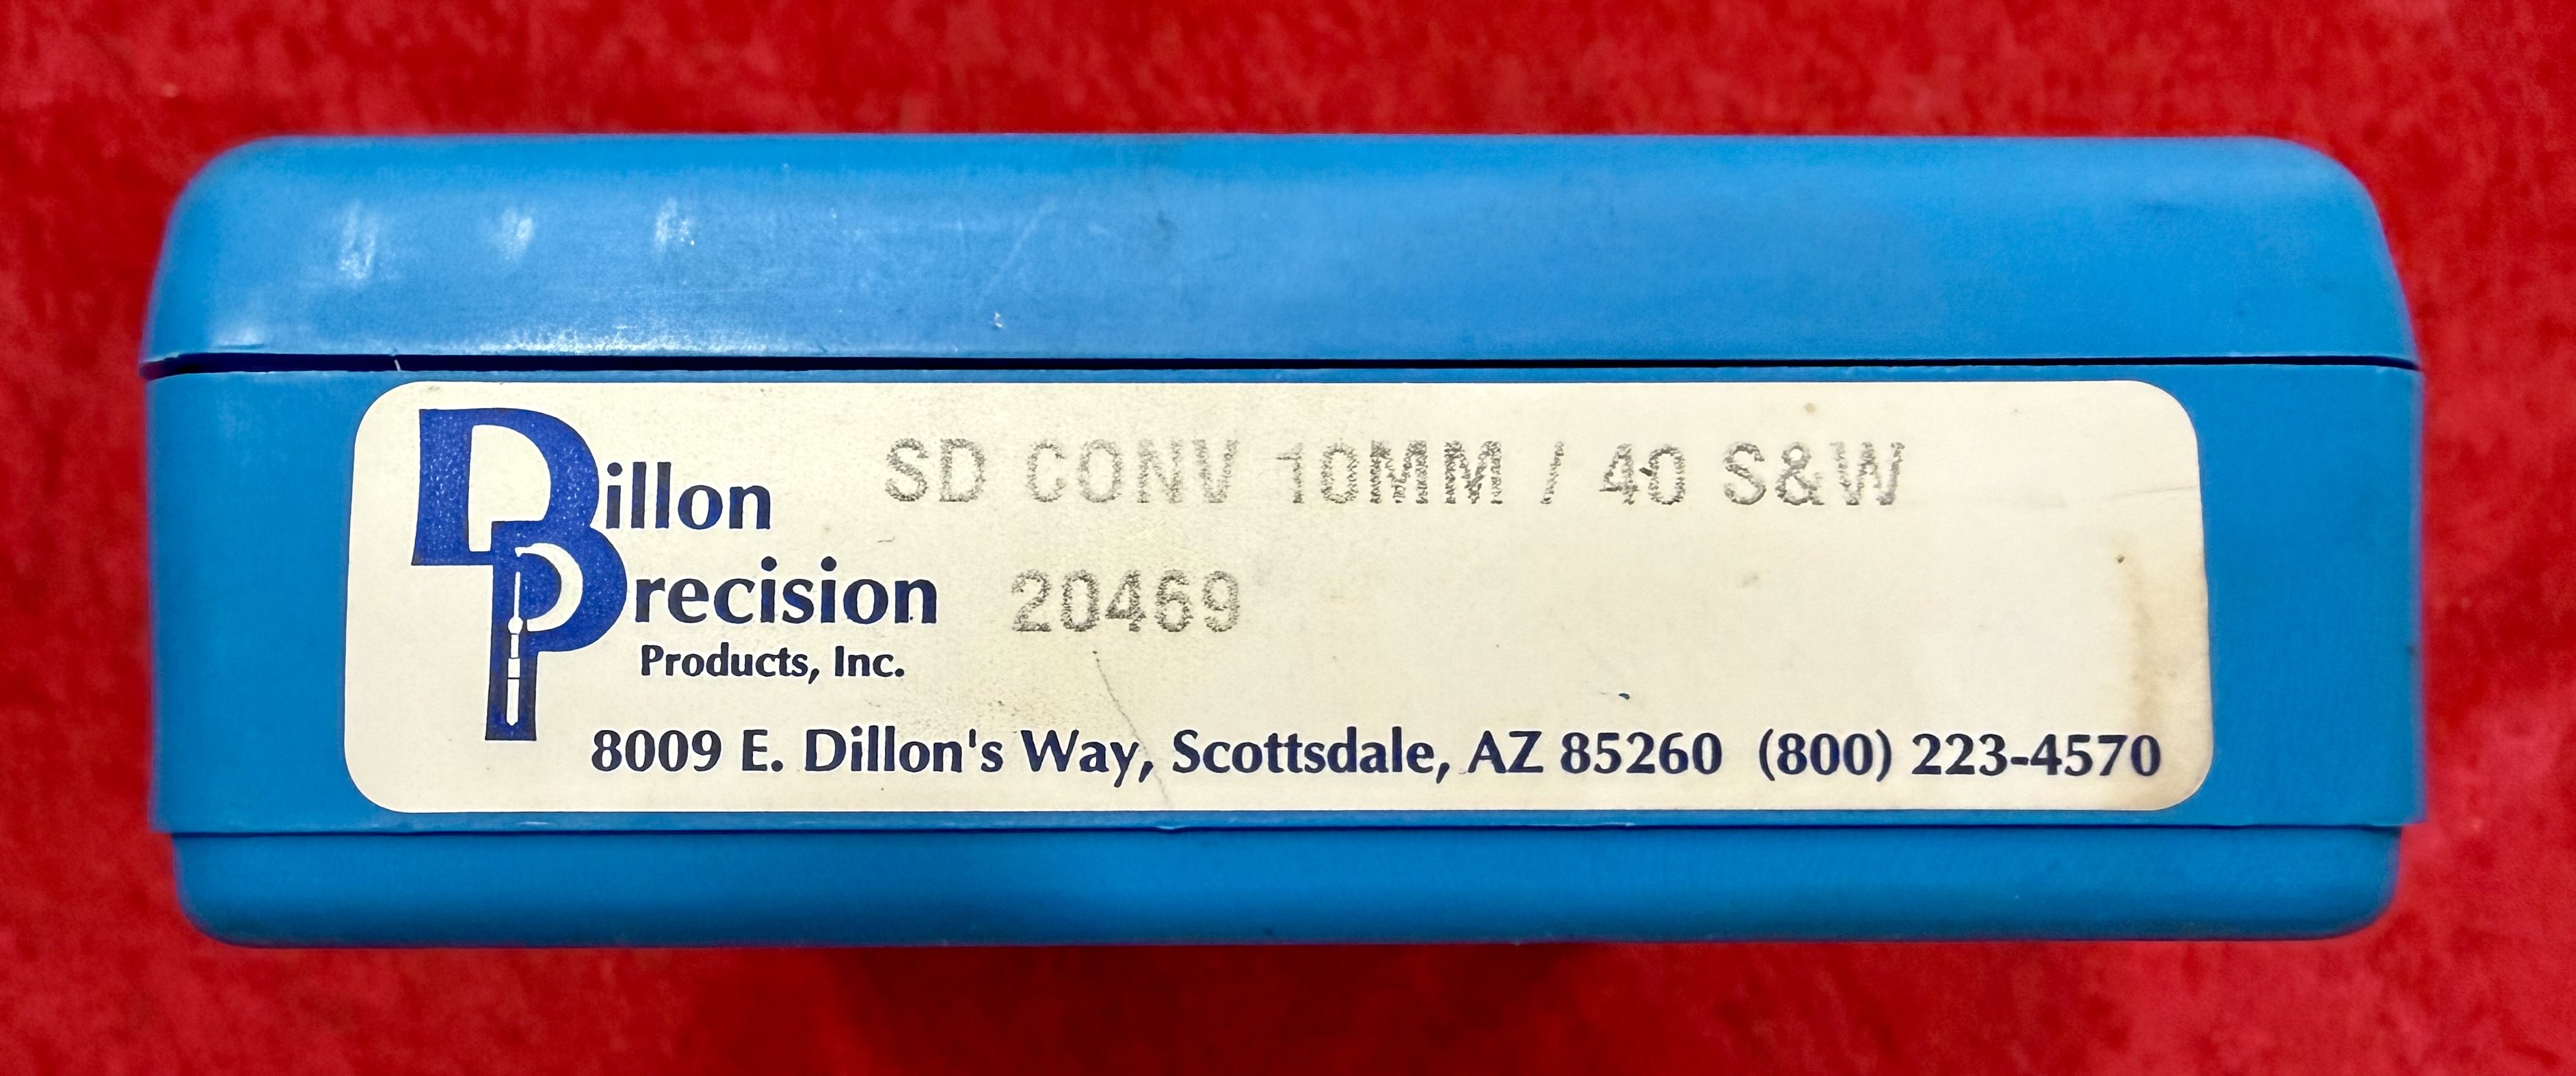 Dillon
Precision
Products, Inc.
SD CONV 10MM / 40 S&W
20469
8009 E. Dillon's Way, Scottsdale, AZ 85260 (800) 223-4570